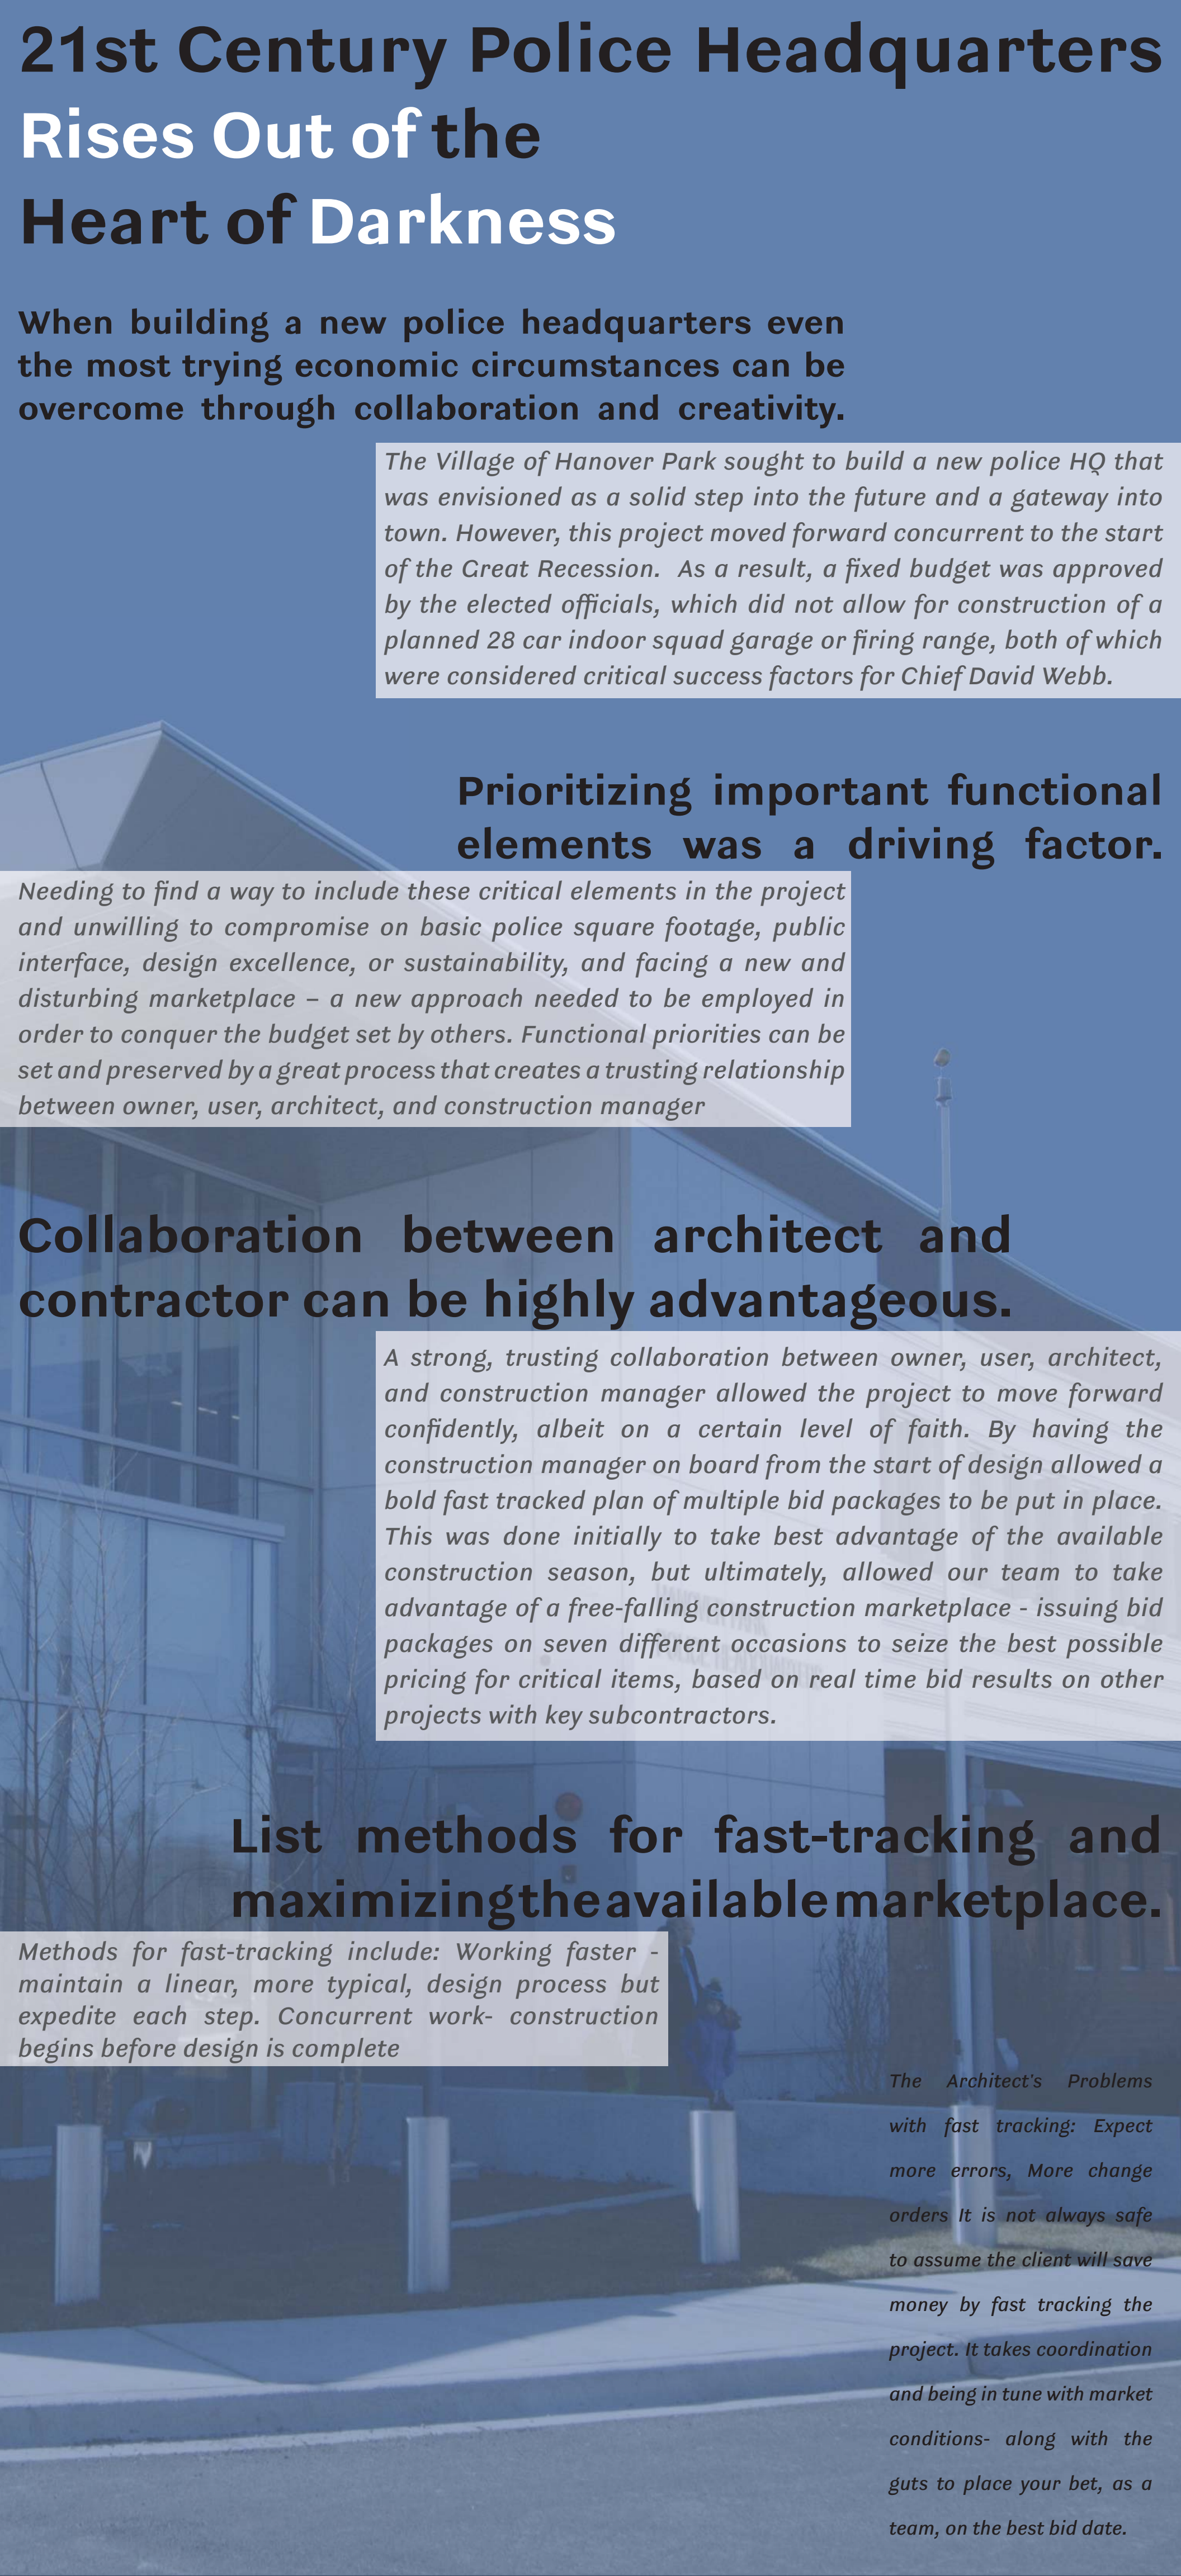 21st Century Police Headquarters
Rises Out of the
Heart of Darkness
When building a new police headquarters even
the most trying economic circumstances can be
overcome through collaboration and creativity.
The Village of Hanover Park sought to build a new police HQ that
was envisioned as a solid step into the future and a gateway into
town. However, this project moved forward concurrent to the start
of the Great Recession.  As a result, a fixed budget was approved
by the elected officials, which did not allow for construction of a
planned 28 car indoor squad garage or firing range, both of which
were considered critical success factors for Chief David Webb.
Prioritizing important functional
elements was a driving factor.
Needing to find a way to include these critical elements in the project
and unwilling to compromise on basic police square footage, public
interface, design excellence, or sustainability, and facing a new and
disturbing marketplace – a new approach needed to be employed in
order to conquer the budget set by others. Functional priorities can be
set and preserved by a great process that creates a trusting relationship
between owner, user, architect, and construction manager
Collaboration between architect and
contractor can be highly advantageous.
A strong, trusting collaboration between owner, user, architect,
and construction manager allowed the project to move forward
confidently, albeit on a certain level of faith. By having the
construction manager on board from the start of design allowed a
bold fast tracked plan of multiple bid packages to be put in place.
This was done initially to take best advantage of the available
construction season, but ultimately, allowed our team to take
advantage of a free-falling construction marketplace - issuing bid
packages on seven different occasions to seize the best possible
pricing for critical items, based on real time bid results on other
projects with key subcontractors.
List methods for fast-tracking and
maximizing the available marketplace.
Methods for fast-tracking include: Working faster -
maintain a linear, more typical, design process but
expedite each step. Concurrent work- construction
begins before design is complete
The Architect's Problems
with fast tracking: Expect
more errors, More change
orders It is not always safe
to assume the client will save
money by fast tracking the
project. It takes coordination
and being in tune with market
conditions- along with the
guts to place your bet, as a
team, on the best bid date.